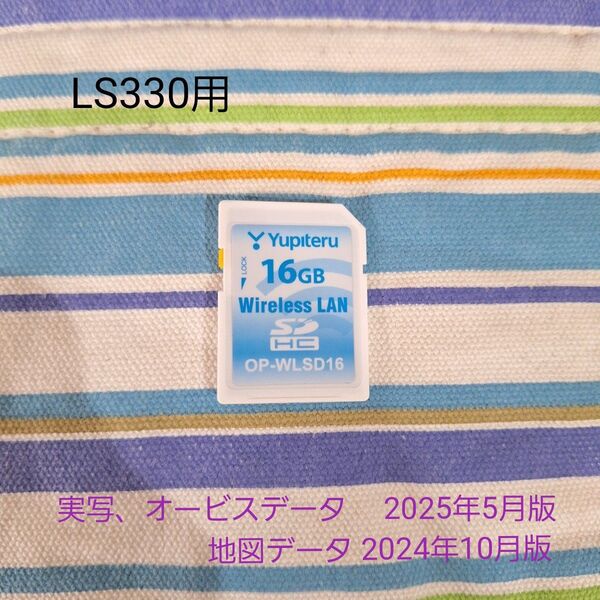 LS330用
Yupiteru
LOCK
16GB
Wireless LAN
SD
HC
OP-WLSD16
実写、オービスデータ 2025年5月版
地図データ 2024年10月版